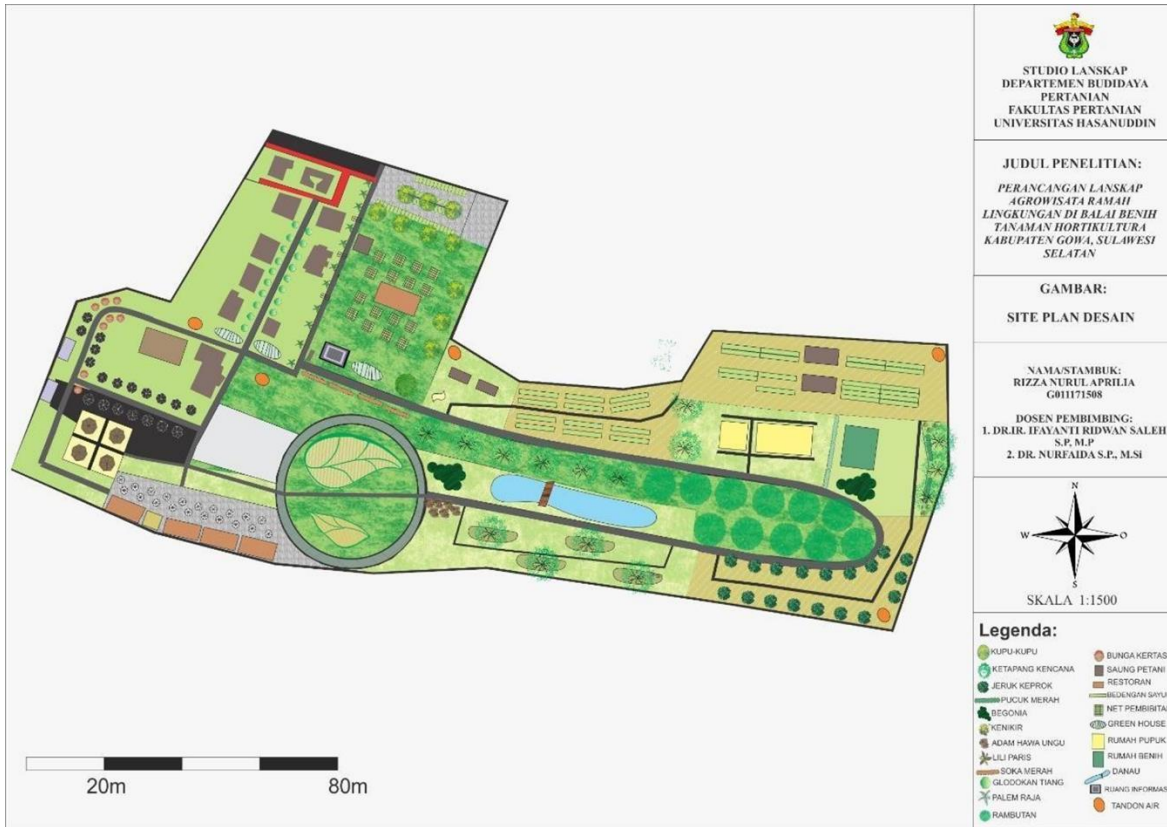 STUDIO LANSKAP
DEPARTEMEN BUDIDAYA
PERTANIAN
FAKULTAS PERTANIAN
UNIVERSITAS HASANUDDIN
JUDUL PENELITIAN:
PERANCANGAN LANSKAP
AGROWISATA RAMAH
LINGKUNGAN DI BALAI BENIH
TANAMAN HORTIKULTURA
KABUPATEN GOWA, SULAWESI
SELATAN
GAMBAR:
SITE PLAN DESAIN
NAMA/STAMBUK:
RIZZA NURUL APRILIA
G011171508
DOSEN PEMBIMBING:
1. DR.IR. IFAYANTI RIDWAN SALEH
S.P, M.P
2. DR. NURFAIDA S.P., M.Si
N
W
O
S
SKALA 1:1500
Legenda:
KUPU-KUPU
KETAPANG KENCANA
JERUK KEPROK
PUCUK MERAH
BEGONIA
KENIKIR
ADAM HAWA UNGU
LILI PARIS
SOKA MERAH
GLODOKAN TIANG
PALEM RAJA
RAMBUTAN
BUNGA KERTAS
SAUNG PETANI
RESTORAN
BEDENGAN SAYU
NET PEMBIBITA
GREEN HOUSE
RUMAH PUPUK
RUMAH BENIH
DANAU
RUANG INFORMAS
TANDON AIR
20m
80m